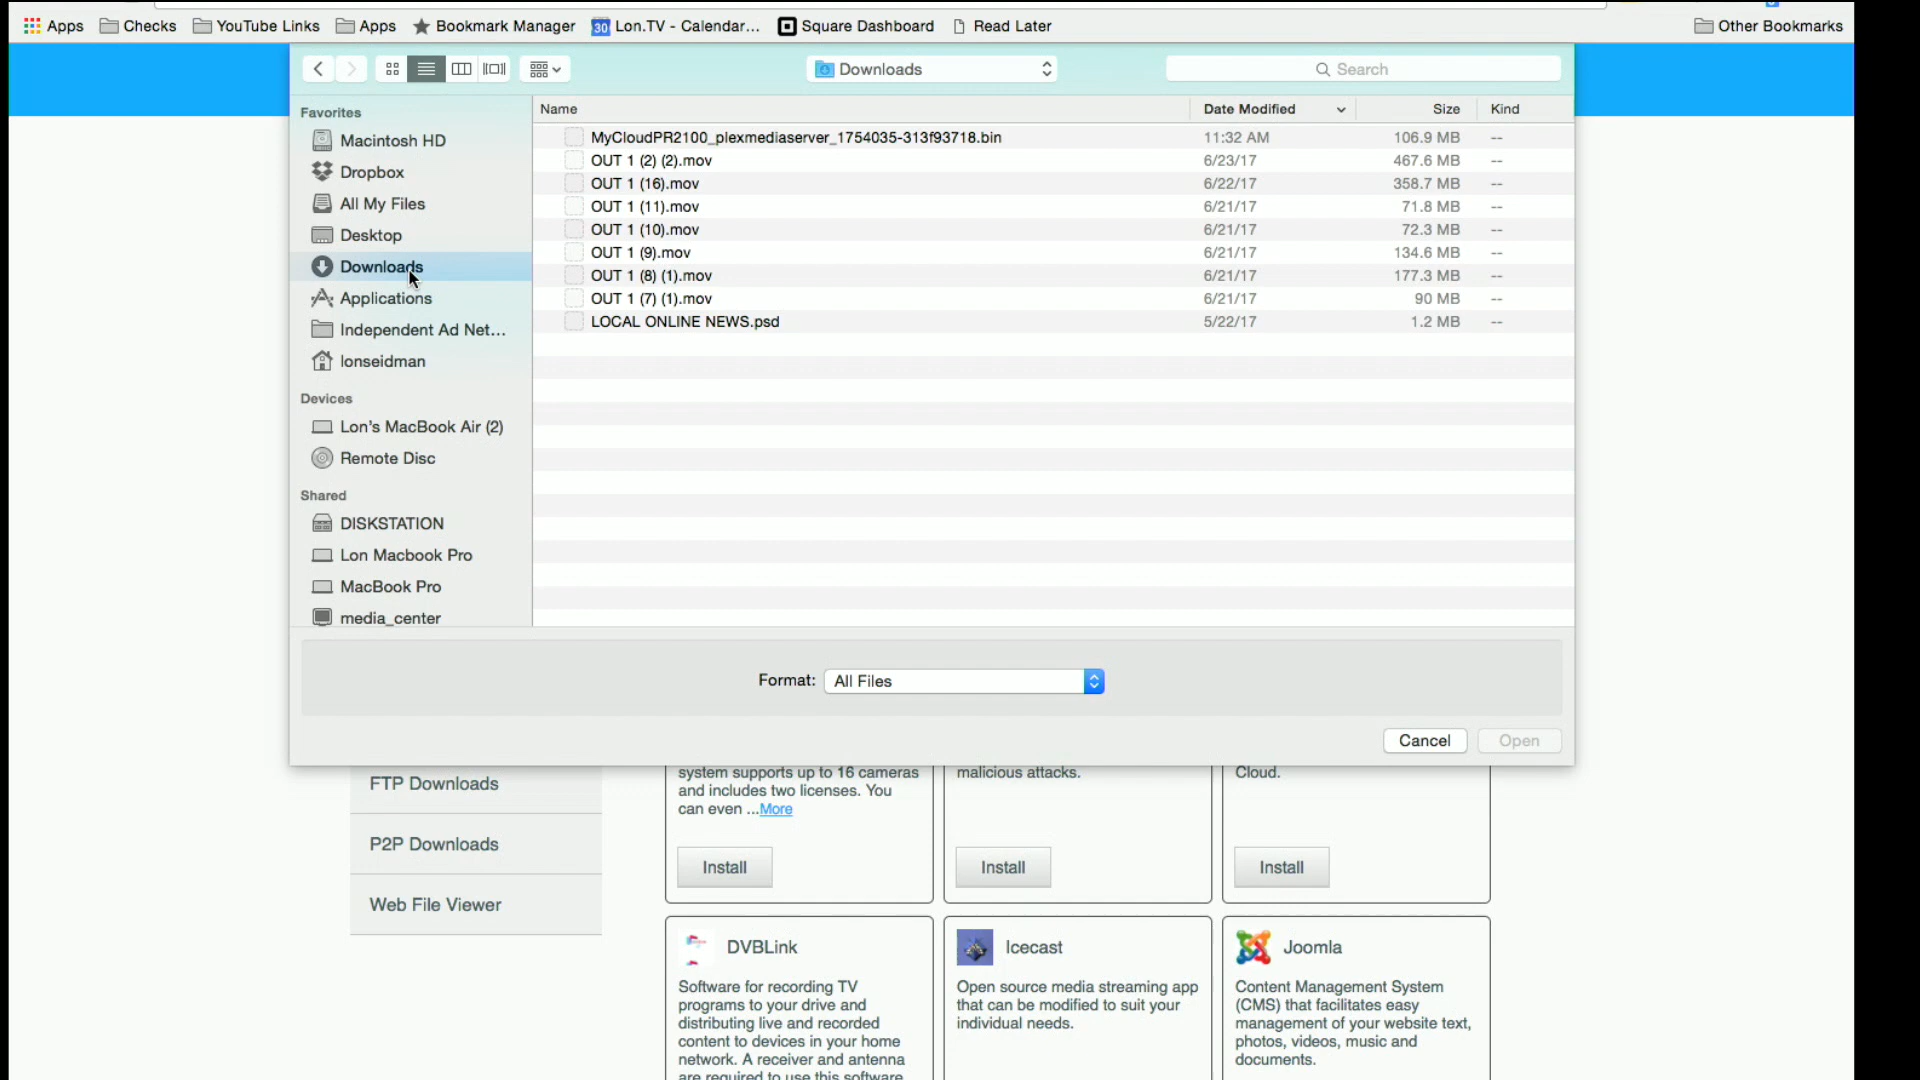 Apps Checks YouTube Links Apps Bookmark Manager 30 Lon.TV - Calendar... Square Dashboard Read Later Other Bookmarks
Downloads Search
Favorites
Macintosh HD
Dropbox
All My Files
Desktop
Downloads
Applications
Independent Ad Net...
lonseidman
Devices
Lon's MacBook Air (2)
Remote Disc
Shared
DISKSTATION
Lon Macbook Pro
MacBook Pro
media_center
Name Date Modified Size Kind
MyCloudPR2100_plexmediaserver_1754035-313f93718.bin 11:32 AM 106.9 MB --
OUT 1 (2) (2).mov 6/23/17 467.6 MB --
OUT 1 (16).mov 6/22/17 358.7 MB --
OUT 1 (11).mov 6/21/17 71.8 MB --
OUT 1 (10).mov 6/21/17 72.3 MB --
OUT 1 (9).mov 6/21/17 134.6 MB --
OUT 1 (8) (1).mov 6/21/17 177.3 MB --
OUT 1 (7) (1).mov 6/21/17 90 MB --
LOCAL ONLINE NEWS.psd 5/22/17 1.2 MB --
Format: All Files
Cancel Open
FTP Downloads
P2P Downloads
Web File Viewer
system supports up to 16 cameras
and includes two licenses. You
can even ...More
Install
malicious attacks.
Install
Cloud.
Install
DVBLink
Software for recording TV
programs to your drive and
distributing live and recorded
content to devices in your home
network. A receiver and antenna
are required to use this software
Icecast
Open source media streaming app
that can be modified to suit your
individual needs.
Joomla
Content Management System
(CMS) that facilitates easy
management of your website text,
photos, videos, music and
documents.